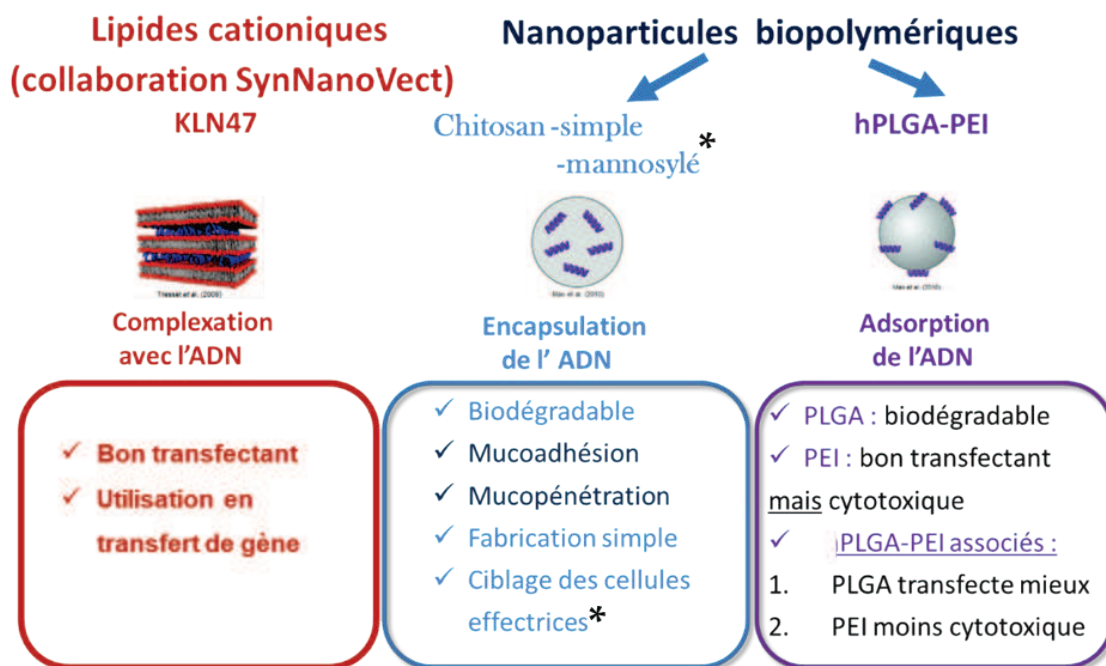 Lipides cationiques
(collaboration SynNanoVect)
KLN47
Nanoparticules biopolymériques
Chitosan -simple
-mannosylé*
hPLGA-PEI
Complexation
avec l'ADN
Encapsulation
de l' ADN
Adsorption
de l'ADN
✓ Bon transfectant
✓ Utilisation en
transfert de gène
✓ Biodégradable
✓ Mucoadhésion
✓ Mucopénétration
✓ Fabrication simple
✓ Ciblage des cellules
effectrices*
✓ PLGA : biodégradable
✓ PEI : bon transfectant
mais cytotoxique
✓ PLGA-PEI associés :
1. PLGA transfecte mieux
2. PEI moins cytotoxique